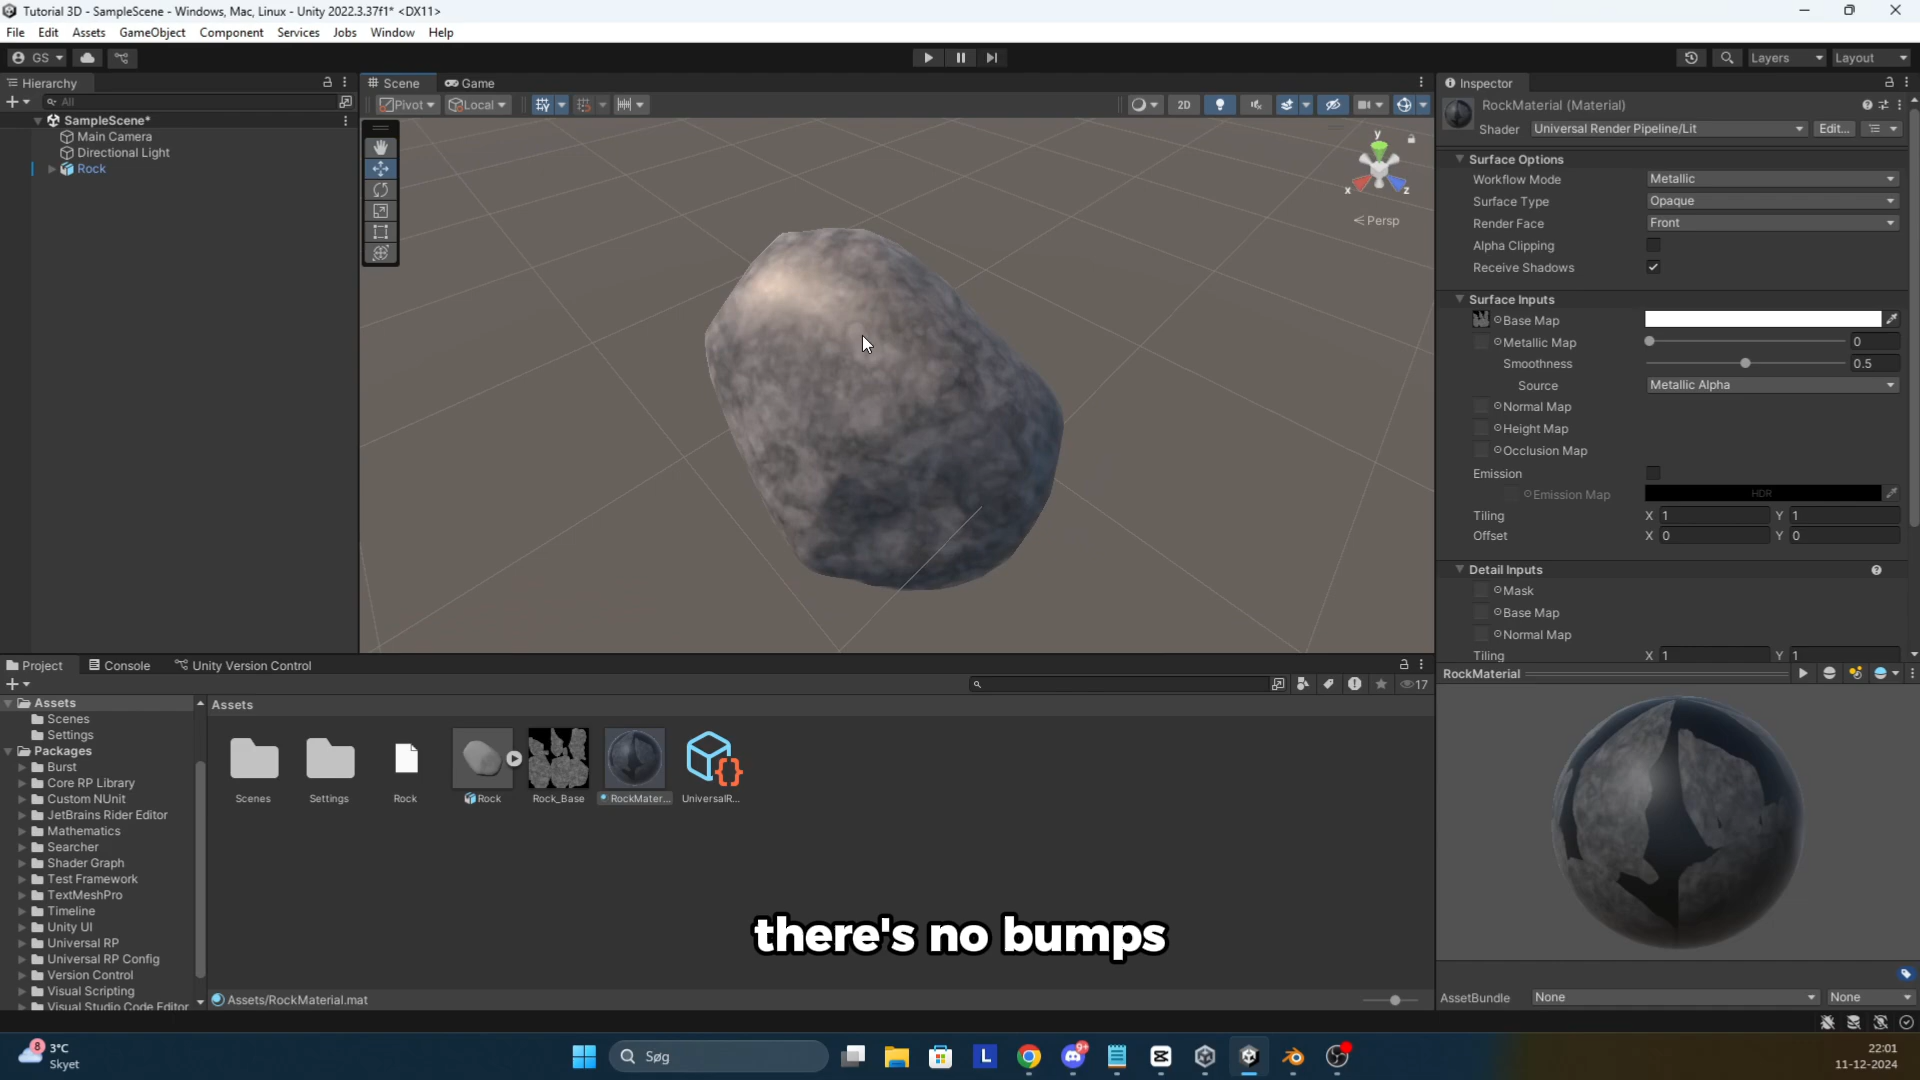 Tutorial 3D - SampleScene - Windows, Mac, Linux - Unity 2022.3.37f1* <DX11>
File Edit Assets GameObject Component Services Jobs Window Help
GS
Layers Layout
Hierarchy
All
SampleScene*
Main Camera
Directional Light
Rock
Scene Game
Pivot Local 2D
y
x z
Persp
Inspector
RockMaterial (Material)
Shader Universal Render Pipeline/Lit Edit...
Surface Options
Workflow Mode Metallic
Surface Type Opaque
Render Face Front
Alpha Clipping
Receive Shadows
Surface Inputs
Base Map
Metallic Map 0
Smoothness 0.5
Source Metallic Alpha
Normal Map
Height Map
Occlusion Map
Emission
Emission Map HDR
Tiling X 1 Y 1
Offset X 0 Y 0
Detail Inputs
Mask
Base Map
Normal Map
Tiling X 1 Y 1
RockMaterial
AssetBundle None None
Project Console Unity Version Control
17
Assets
Scenes
Settings
Packages
Burst
Core RP Library
Custom NUnit
JetBrains Rider Editor
Mathematics
Searcher
Shader Graph
Test Framework
TextMeshPro
Timeline
Unity UI
Universal RP
Universal RP Config
Version Control
Visual Scripting
Visual Studio Code Editor
Assets
Scenes Settings Rock Rock Rock_Base RockMater... UniversalR...
there's no bumps
Assets/RockMaterial.mat
8
3°C
Skyet
Søg
L
9+
22:01
11-12-2024